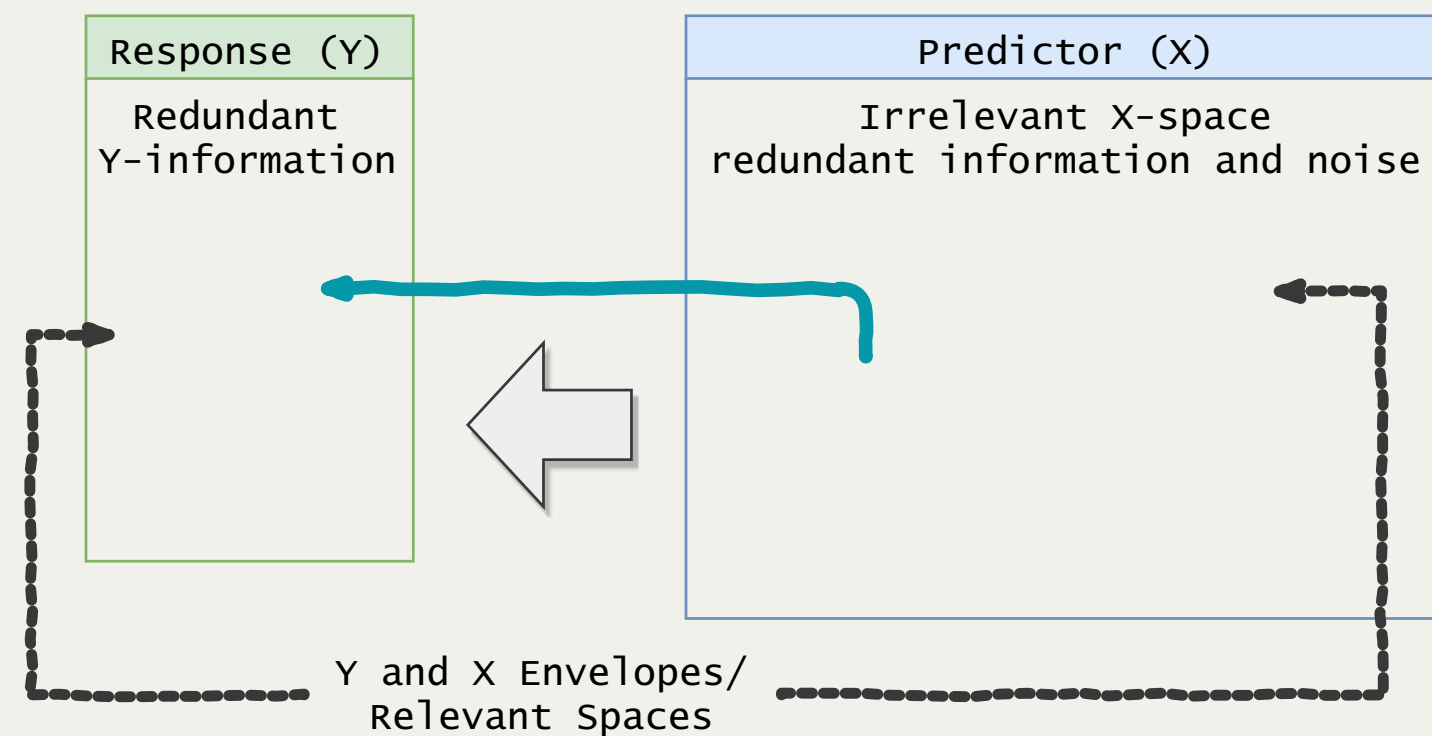 Response (Y)
Redundant
Y-information
Predictor (X)
Irrelevant X-space
redundant information and noise
Y and X Envelopes/
Relevant Spaces